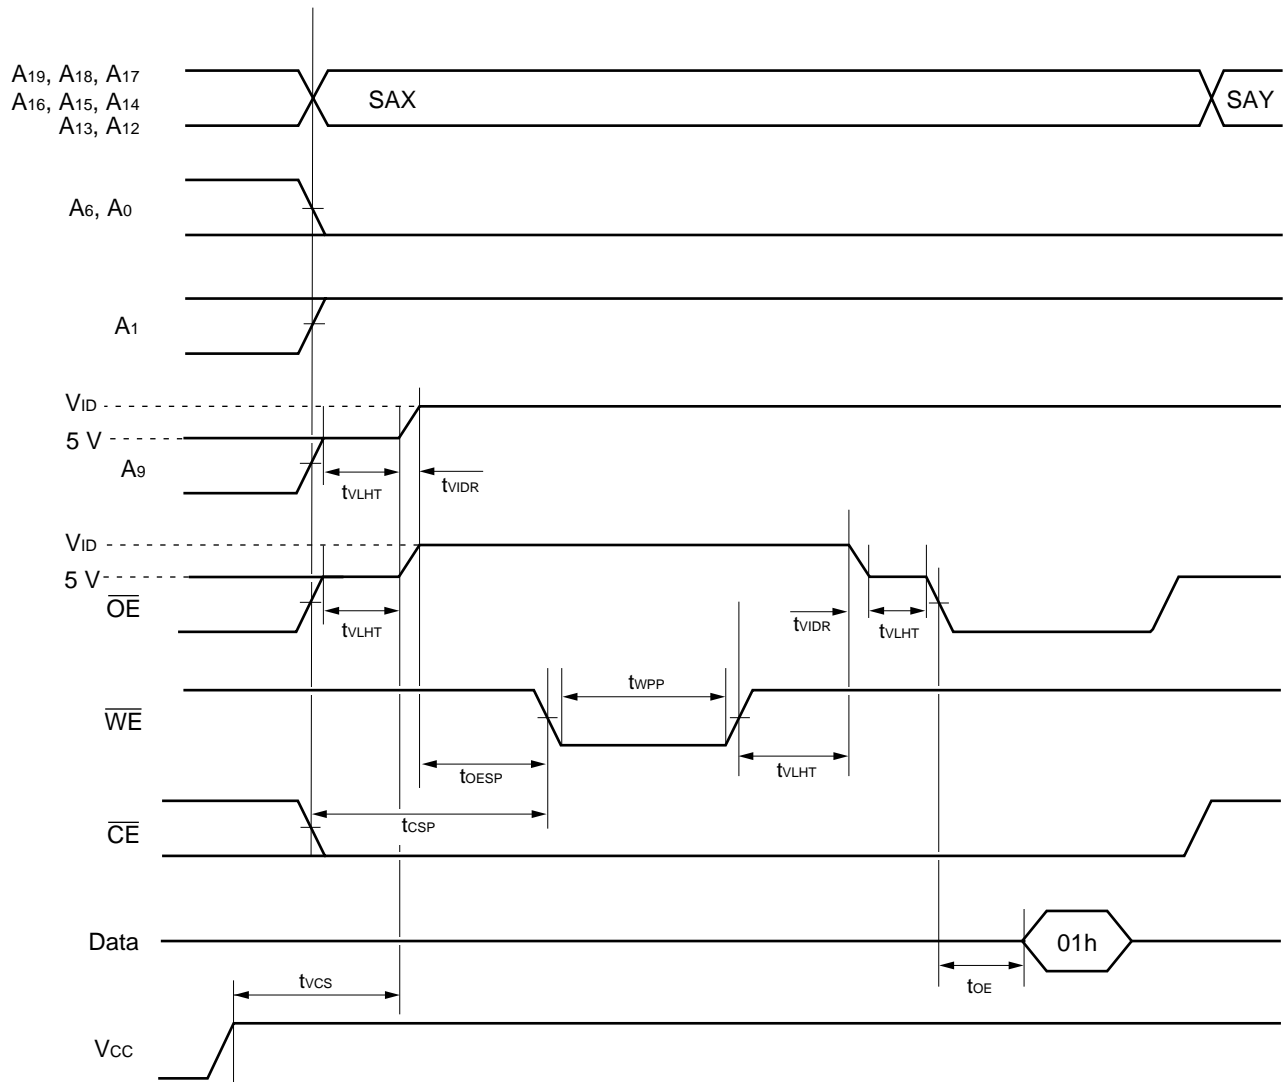 A19, A18, A17
A16, A15, A14
A13, A12
SAX
SAY
A6, A0
A1
VID
5 V
A9
tVLHT
tVIDR
VID
5 V
OE
tVLHT
tVIDR
tVLHT
WE
tWPP
tOESP
tVLHT
CE
tCSP
Data
01h
tOE
tVCS
VCC